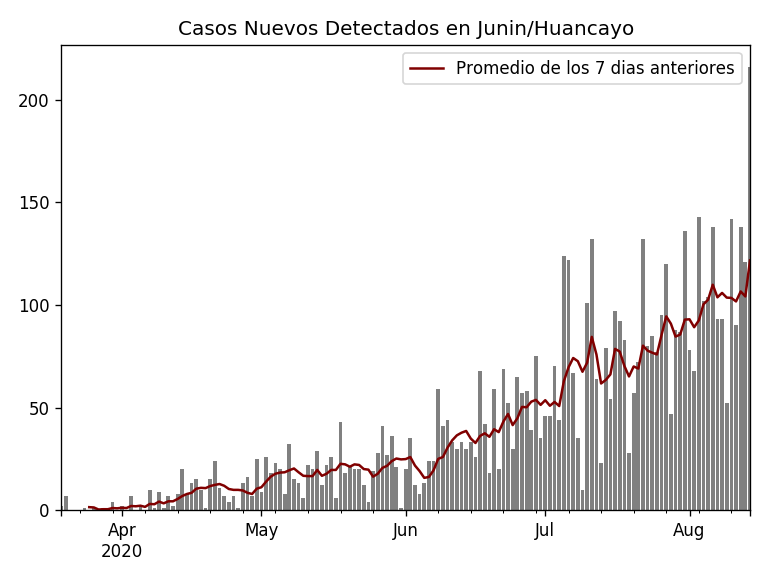 Casos Nuevos Detectados en Junin/Huancayo
Promedio de los 7 dias anteriores
200
150
100
50
0
Apr
2020
May
Jun
Jul
Aug